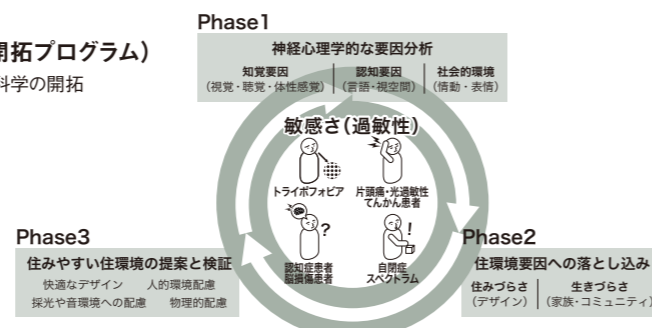 開拓プログラム）
科学の開拓
Phase1
神経心理学的な要因分析
知覚要因 認知要因 社会的環境
（視覚・聴覚・体性感覚） （言語・視空間） （情動・表情）
敏感さ（過敏性）
トライポフォビア
片頭痛・光過敏性
てんかん患者
?
認知症患者
脳損傷患者
!
自閉症
スペクトラム
Phase3
住みやすい住環境の提案と検証
快適なデザイン 人的環境配慮
採光や音環境への配慮 物理的配慮
Phase2
住環境要因への落とし込み
住みづらさ 生きづらさ
（デザイン） （家族・コミュニティ）